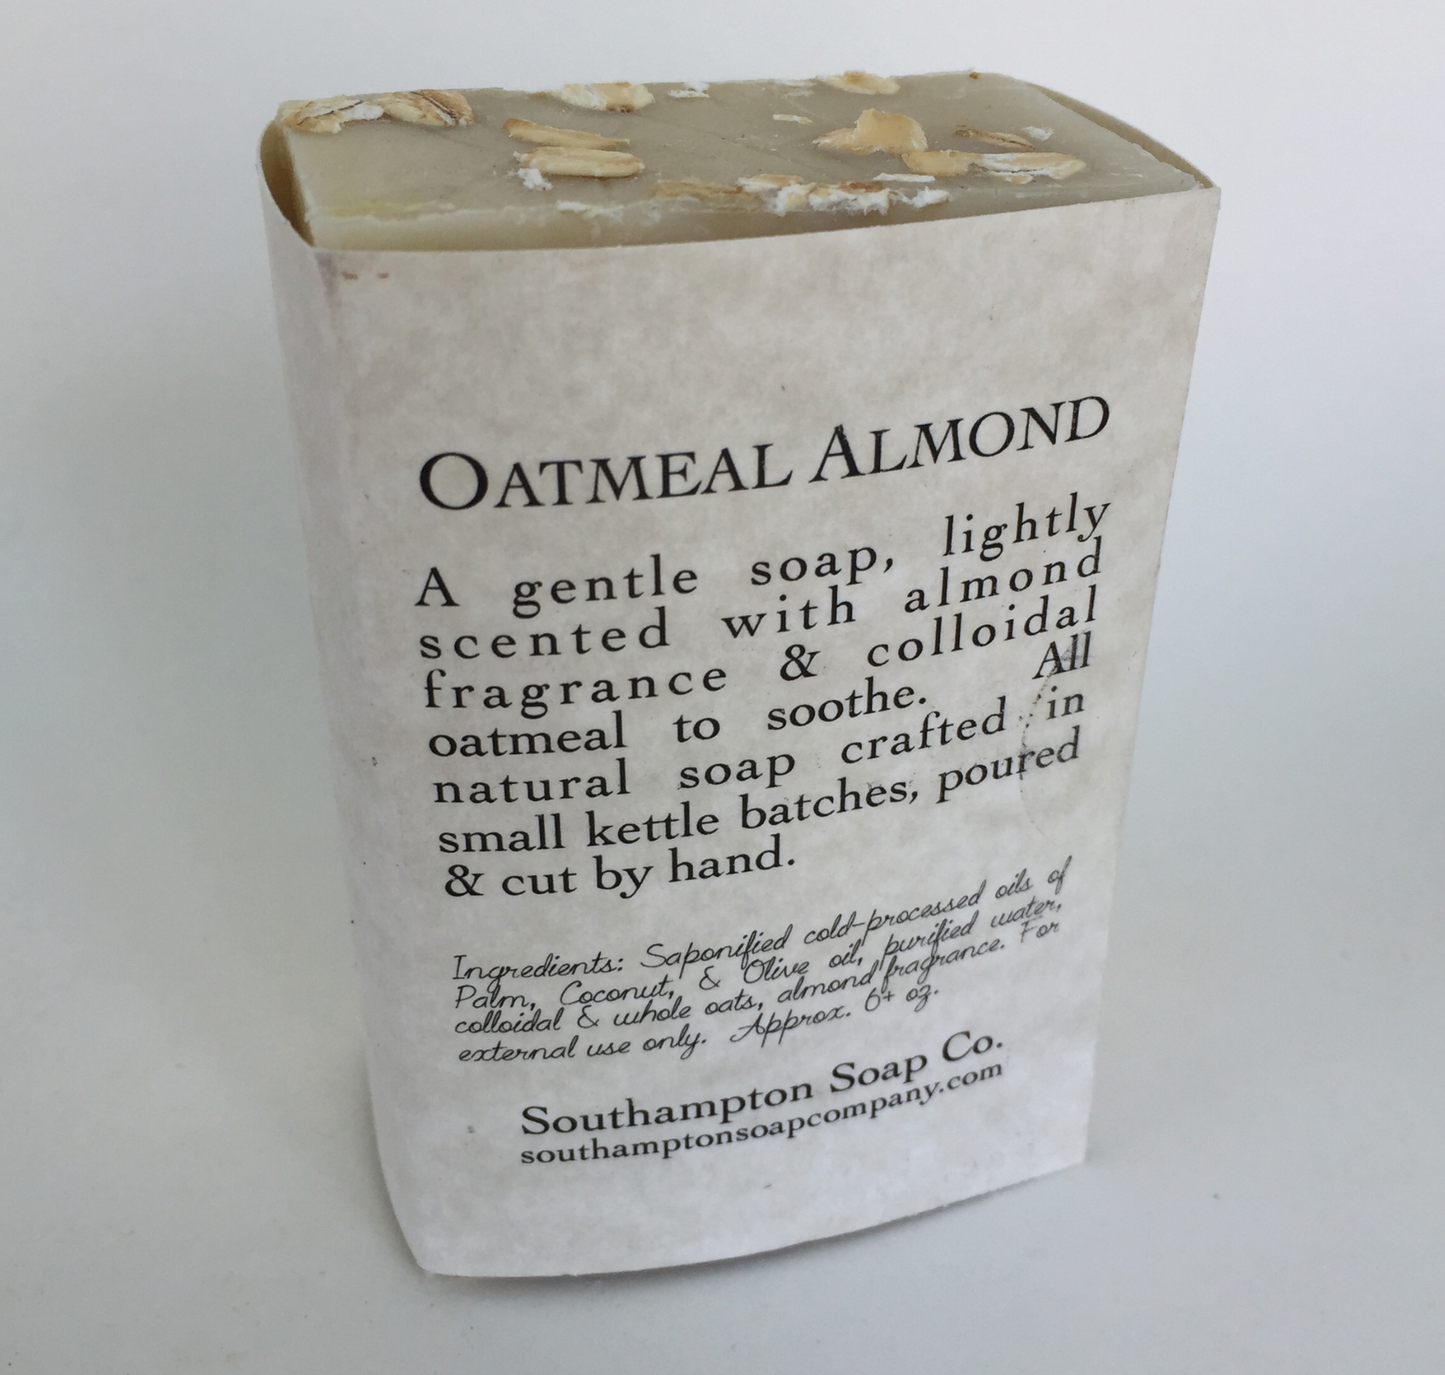 OATMEAL ALMOND
A gentle soap, lightly
scented with almond
fragrance & colloidal
oatmeal to soothe. All
natural soap crafted in
small kettle batches, poured
& cut by hand.
Ingredients: Saponified cold-processed oils of
Palm, Coconut, & Olive oil, purified water,
colloidal & whole oats, almond fragrance. For
external use only. Approx. 6+ oz.
Southampton Soap Co.
southamptonsoapcompany.com